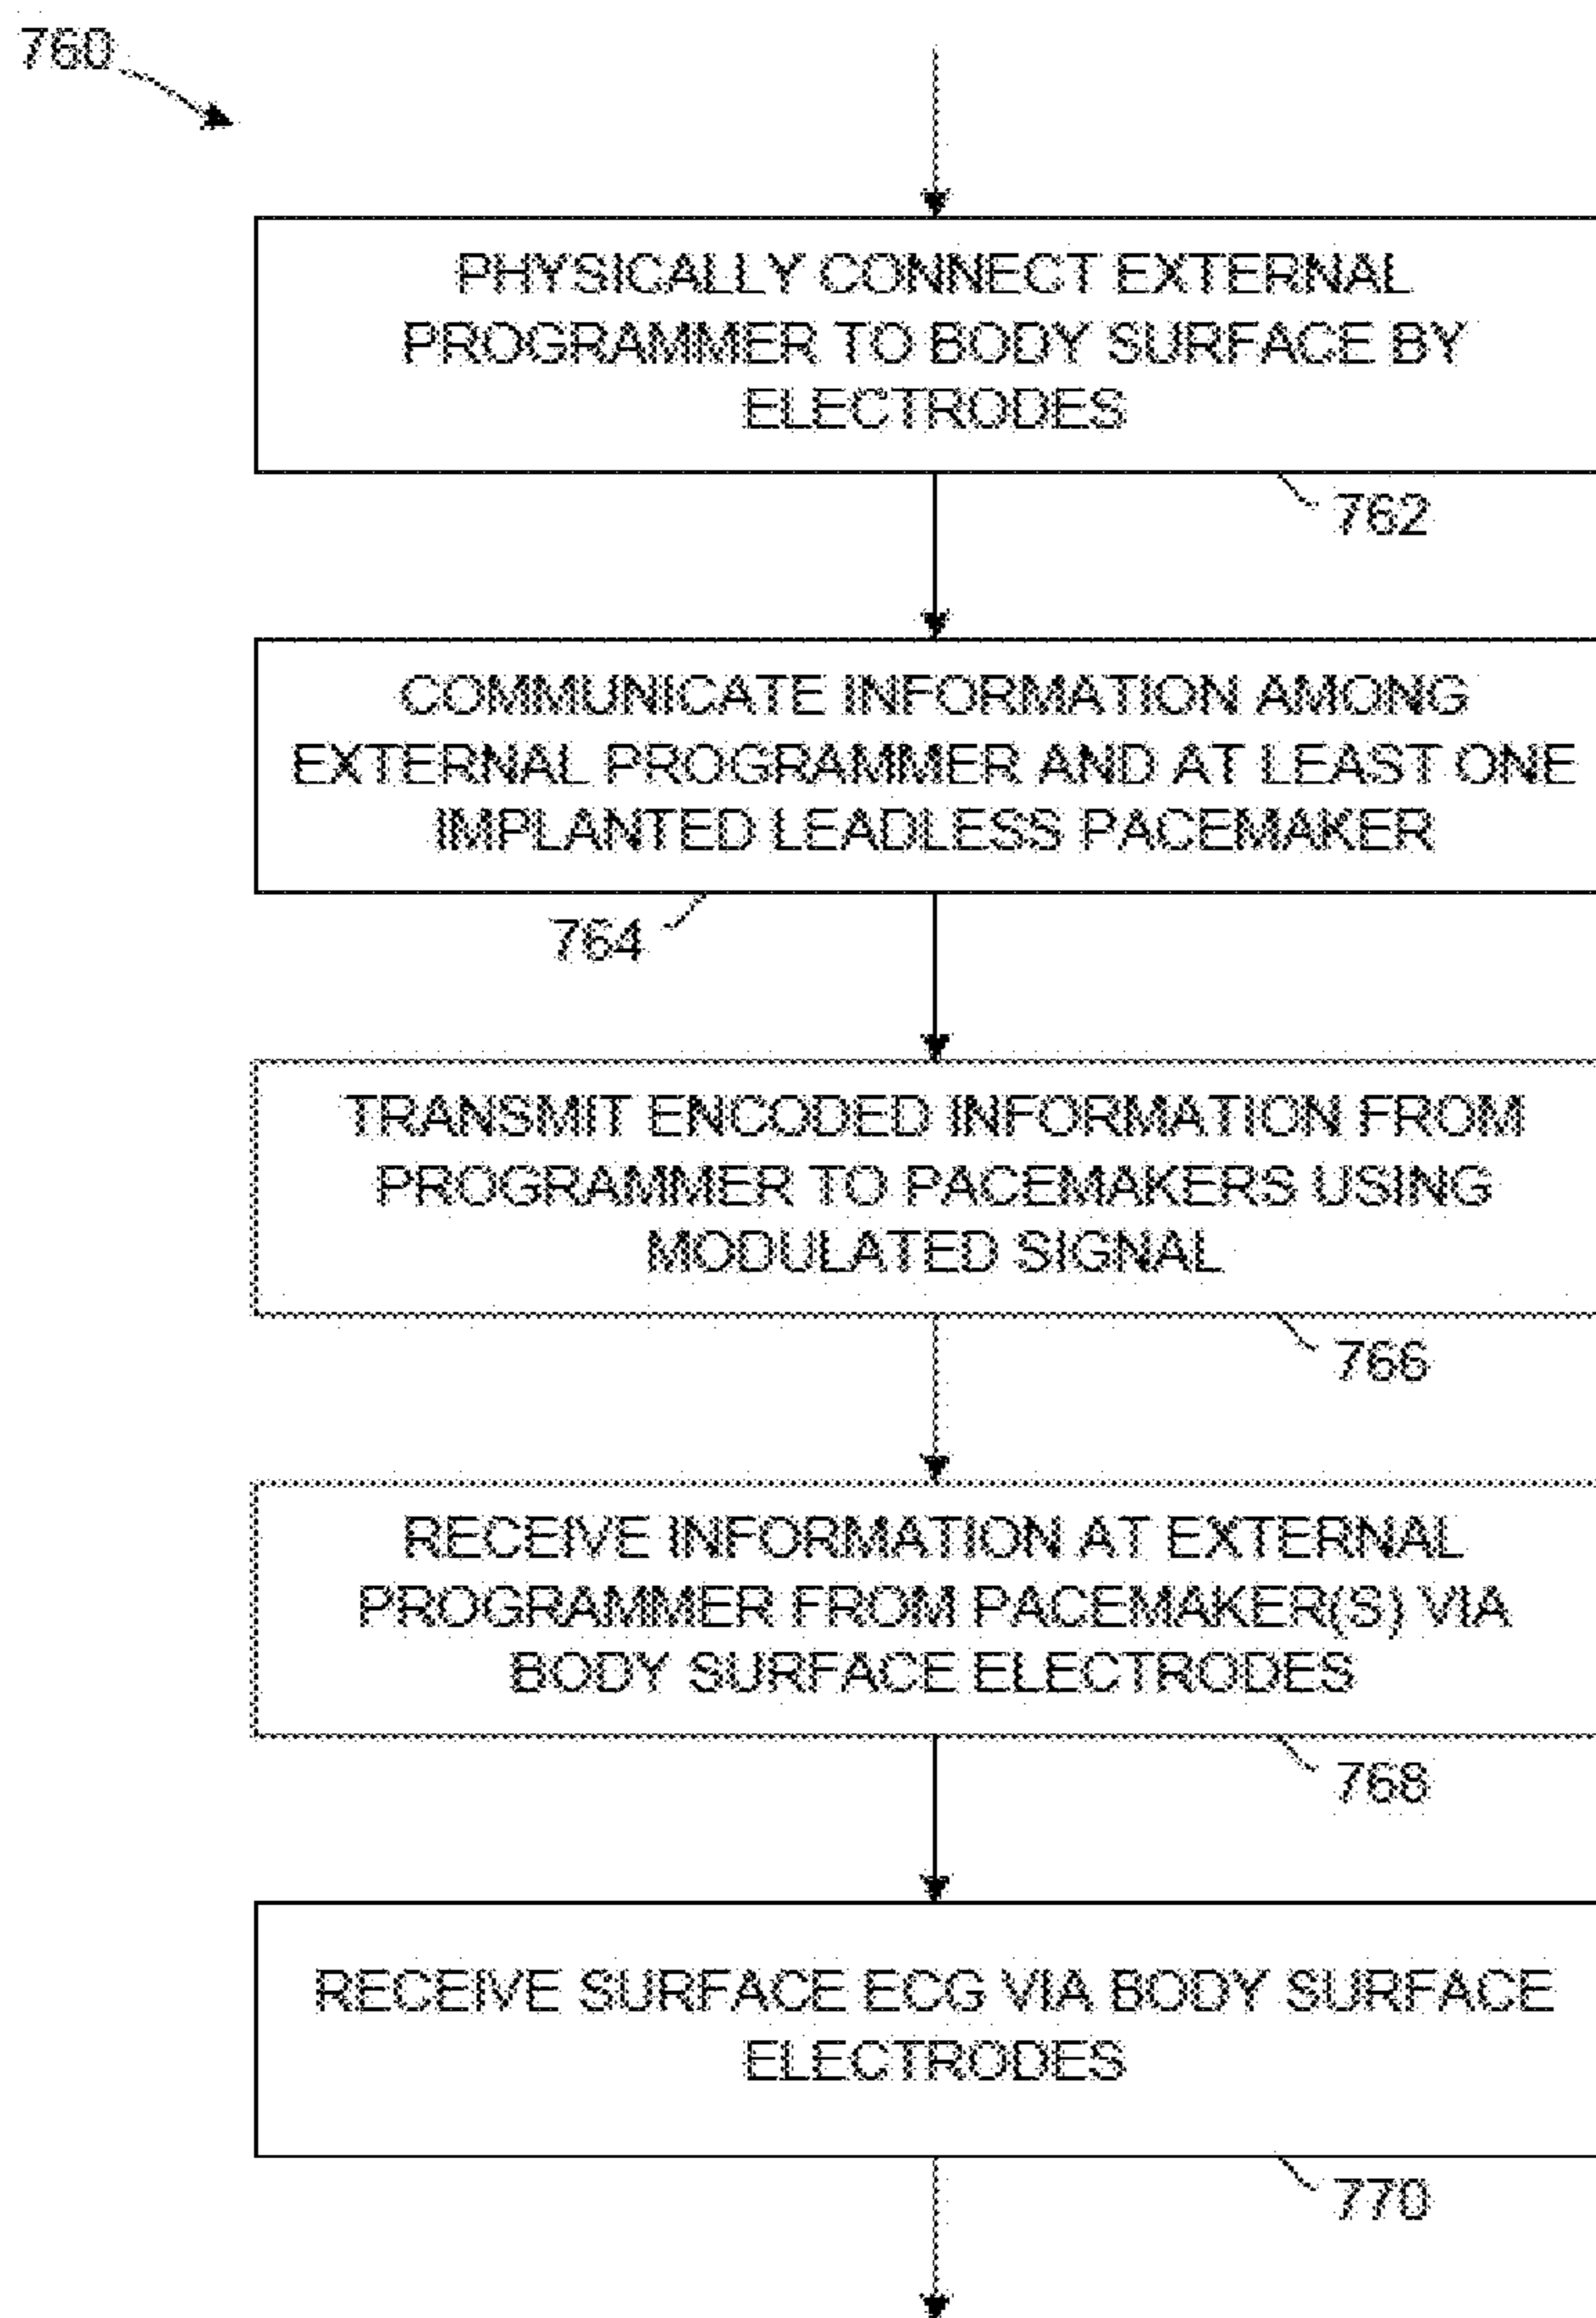 760
PHYSICALLY CONNECT EXTERNAL
PROGRAMMER TO BODY SURFACE BY
ELECTRODES
762
COMMUNICATE INFORMATION AMONG
EXTERNAL PROGRAMMER AND AT LEAST ONE
IMPLANTED LEADLESS PACEMAKER
764
TRANSMIT ENCODED INFORMATION FROM
PROGRAMMER TO PACEMAKERS USING
MODULATED SIGNAL
766
RECEIVE INFORMATION AT EXTERNAL
PROGRAMMER FROM PACEMAKER(S) VIA
BODY SURFACE ELECTRODES
768
RECEIVE SURFACE ECG VIA BODY SURFACE
ELECTRODES
770